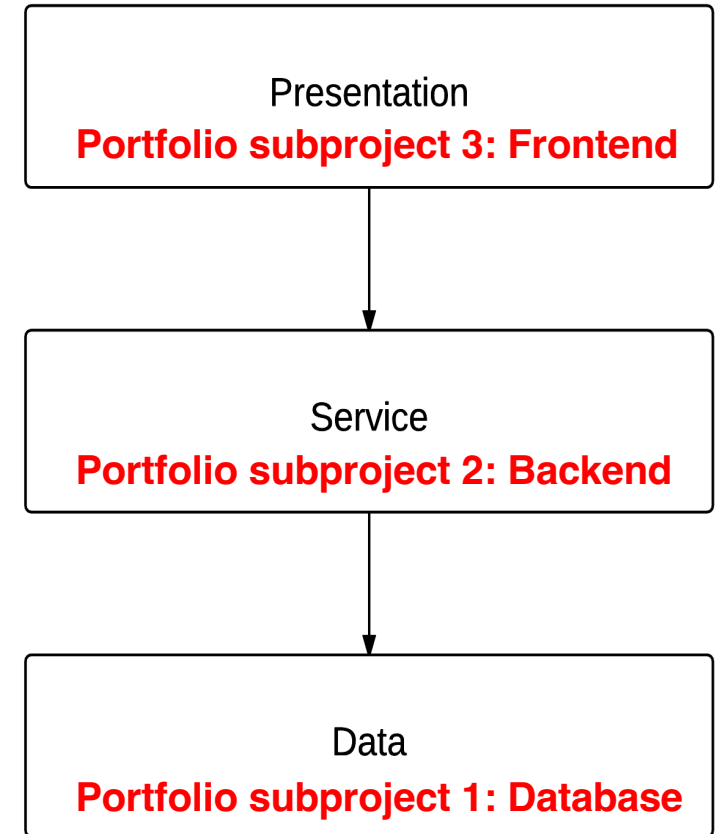 Presentation
Portfolio subproject 3: Frontend
Service
Portfolio subproject 2: Backend
Data
Portfolio subproject 1: Database